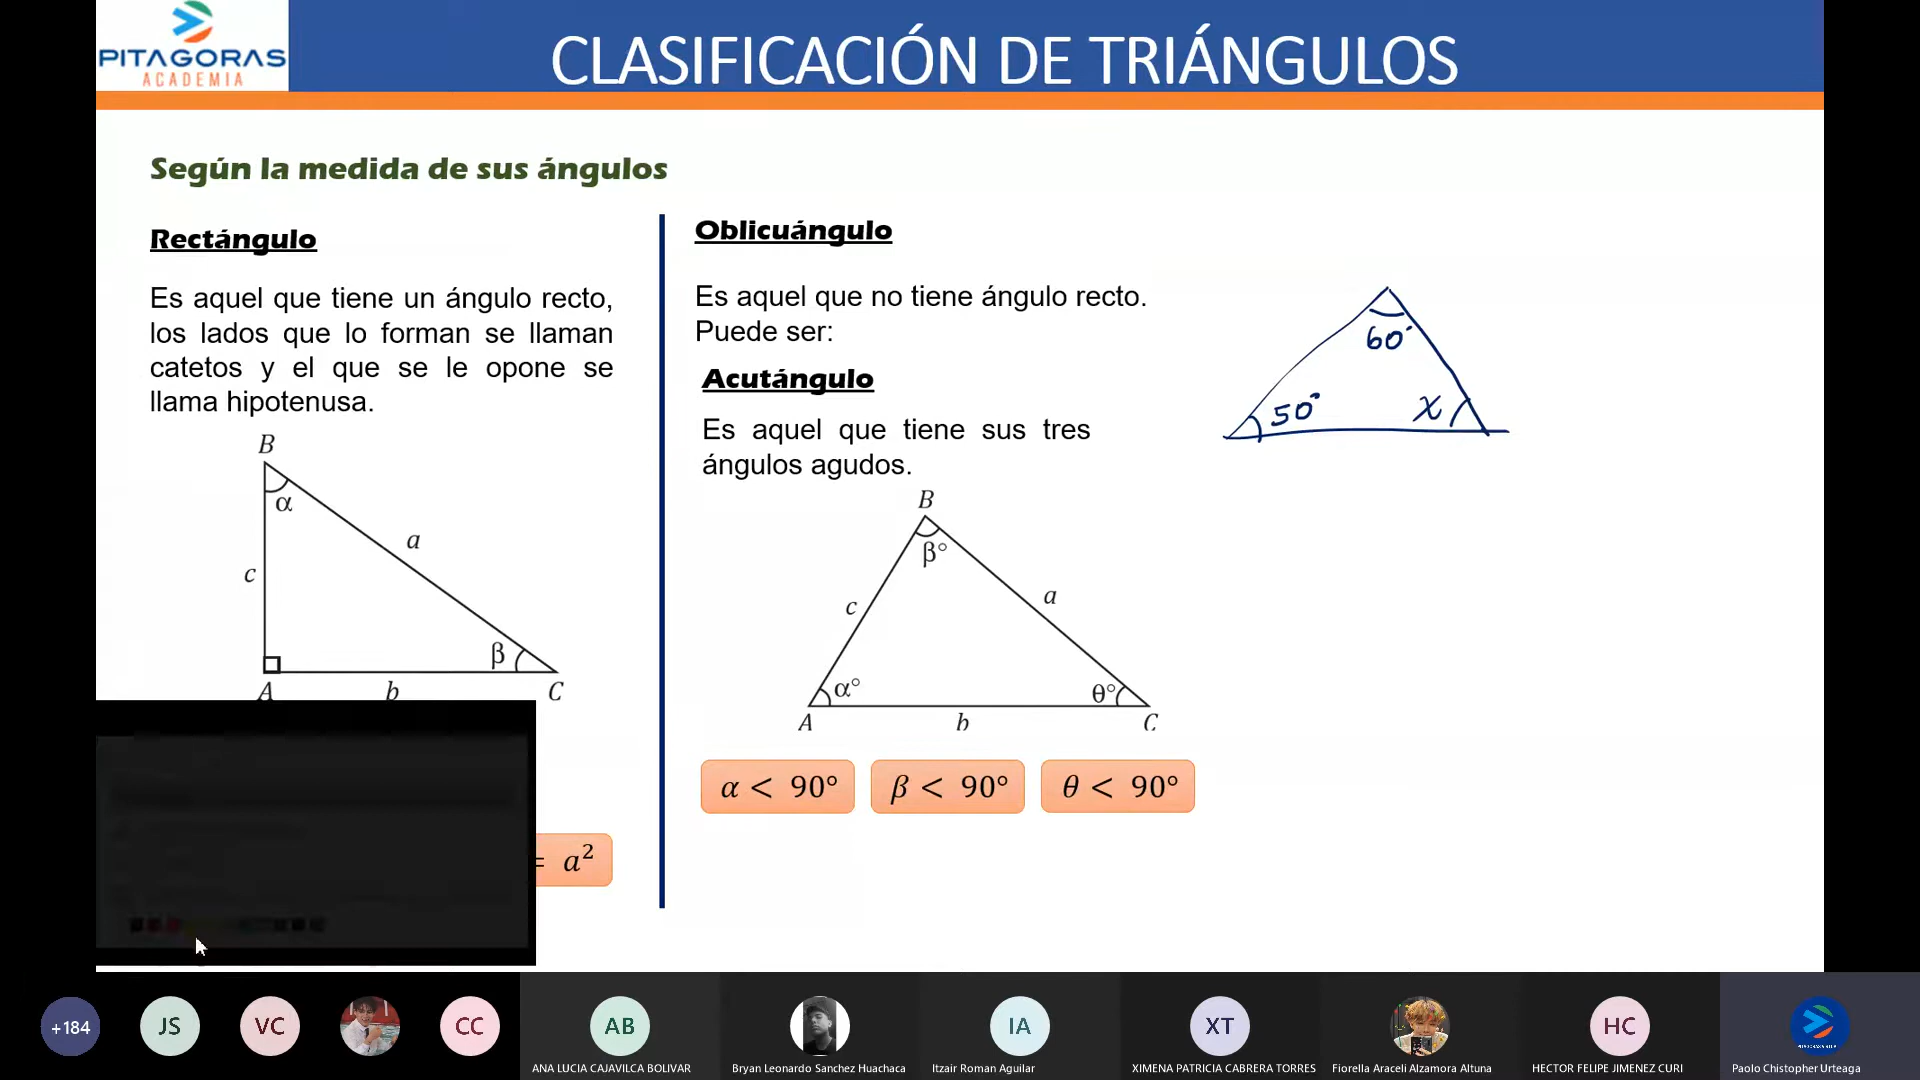 PITAGORAS
ACADEMIA
CLASIFICACIÓN DE TRIÁNGULOS
Según la medida de sus ángulos
Rectángulo
Es aquel que tiene un ángulo recto,
los lados que lo forman se llaman
catetos y el que se le opone se
llama hipotenusa.
B
α
a
c
β
A
b
C
= a²
Oblicuángulo
Es aquel que no tiene ángulo recto.
Puede ser:
Acutángulo
Es aquel que tiene sus tres
ángulos agudos.
B
β°
c
a
α°
θ°
A
b
C
α < 90°
β < 90°
θ < 90°
60°
50°
x
+184
JS
VC
CC
AB
IA
XT
HC
ANA LUCIA CAJAVILCA BOLIVAR
Bryan Leonardo Sanchez Huachaca
Itzair Roman Aguilar
XIMENA PATRICIA CABRERA TORRES
Fiorella Araceli Alzamora Altuna
HECTOR FELIPE JIMENEZ CURI
Paolo Chistopher Urteaga